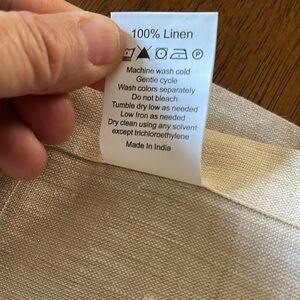 100% Linen
P
Machine wash cold
Gentle cycle
Wash colors separately
Do not bleach
Tumble dry low as needed
Low Iron as needed
Dry clean using any solvent
except trichloroethylene
Made In India